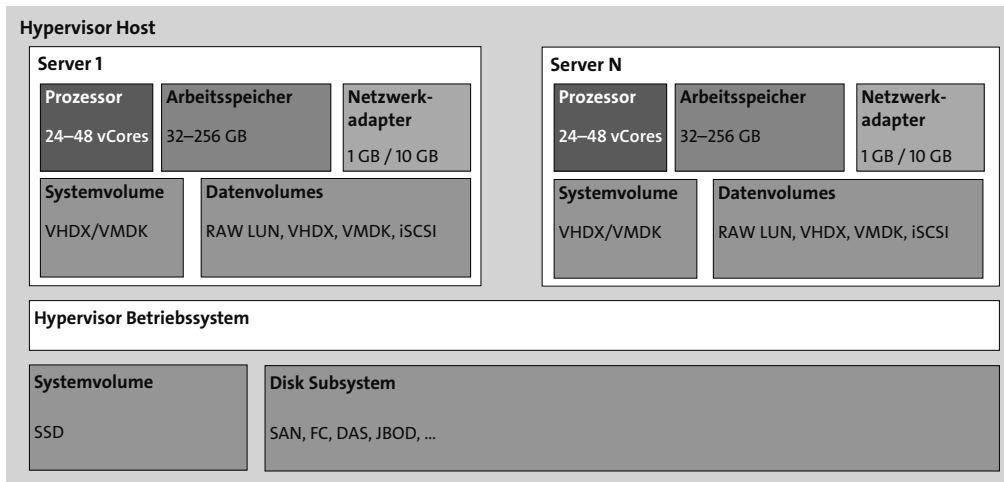 Hypervisor Host
Server 1
Prozessor
24–48 vCores
Arbeitsspeicher
32–256 GB
Netzwerk-
adapter
1 GB / 10 GB
Systemvolume
VHDX/VMDK
Datenvolumes
RAW LUN, VHDX, VMDK, iSCSI
Server N
Prozessor
24–48 vCores
Arbeitsspeicher
32–256 GB
Netzwerk-
adapter
1 GB / 10 GB
Systemvolume
VHDX/VMDK
Datenvolumes
RAW LUN, VHDX, VMDK, iSCSI
Hypervisor Betriebssystem
Systemvolume
SSD
Disk Subsystem
SAN, FC, DAS, JBOD, ...